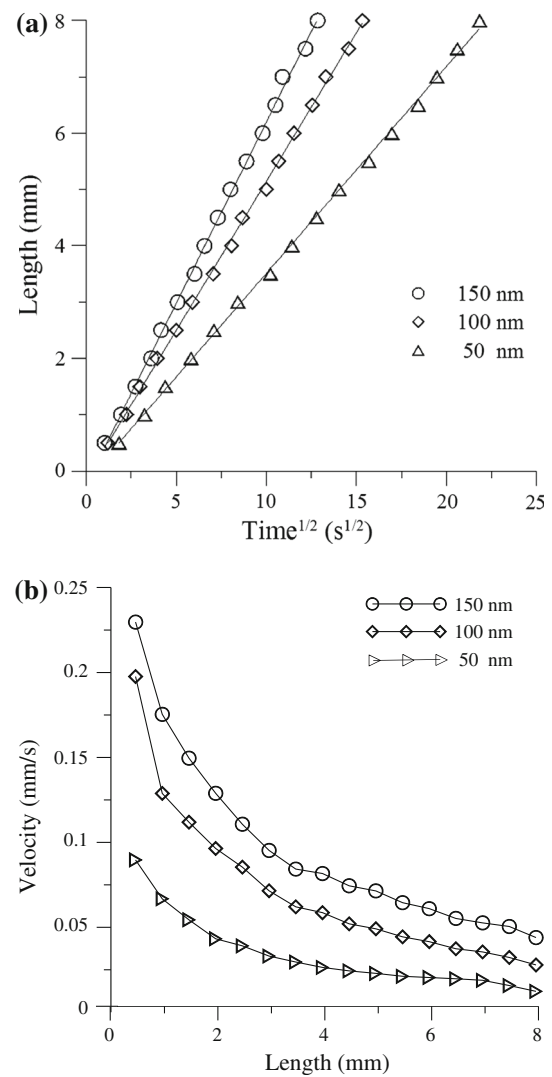 (a)
8
6
4
2
0
Length (mm)
150 nm
100 nm
50 nm
0 5 10 15 20 25
Time1/2 (s1/2)
(b)
0.25
0.2
0.15
0.1
0.05
0
Velocity (mm/s)
150 nm
100 nm
50 nm
0 2 4 6 8
Length (mm)